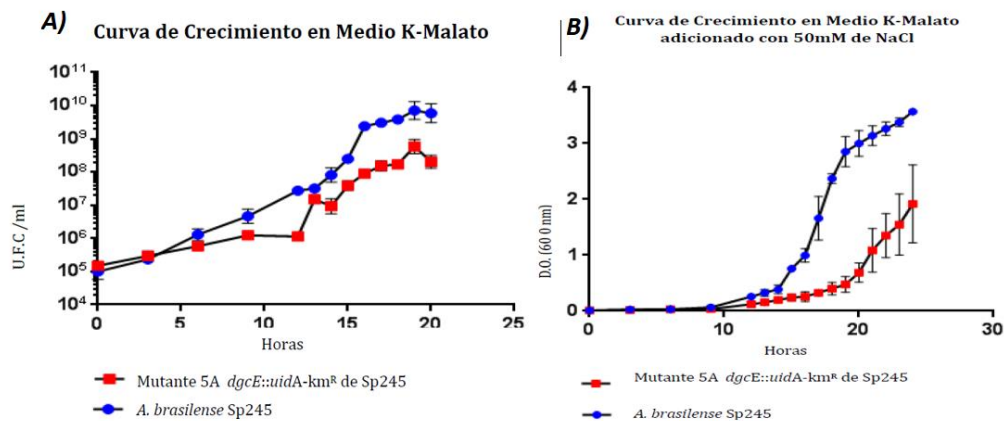 A) Curva de Crecimiento en Medio K-Malato
10¹¹
10¹⁰
10⁹
10⁸
10⁷
10⁶
10⁵
10⁴
U.F.C /ml
0 5 10 15 20 25
Horas
Mutante 5A dgcE::uidA-kmᴿ de Sp245
A. brasilense Sp245
B) Curva de Crecimiento en Medio K-Malato
adicionado con 50mM de NaCl
4
3
2
1
0
D.O. (600 nm)
0 10 20 30
Horas
Mutante 5A dgcE::uidA-kmᴿ de Sp245
A. brasilense Sp245